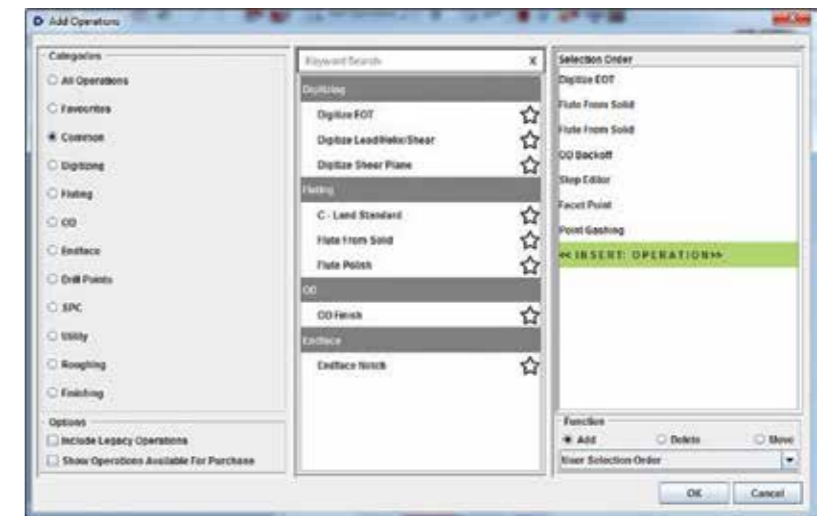 Add Operations
Categories
All Operations
Favourites
Common
Digitizing
Fluting
OD
Endface
Drill Points
SPC
Utility
Roughing
Finishing
Options
Include Legacy Operations
Show Operations Available For Purchase
Keyword Search X
Digitizing
Digitize EOT
Digitize Lead/Helix/Shear
Digitize Shear Plane
Fluting
C - Land Standard
Flute From Solid
Flute Polish
OD
OD Finish
Endface
Endface Notch
Selection Order
Digitize EOT
Flute From Solid
Flute From Solid
OD Backoff
Step Editor
Facet Point
Point Gashing
<< INSERT: OPERATION>>
Function
Add Delete Move
User Selection Order
OK Cancel